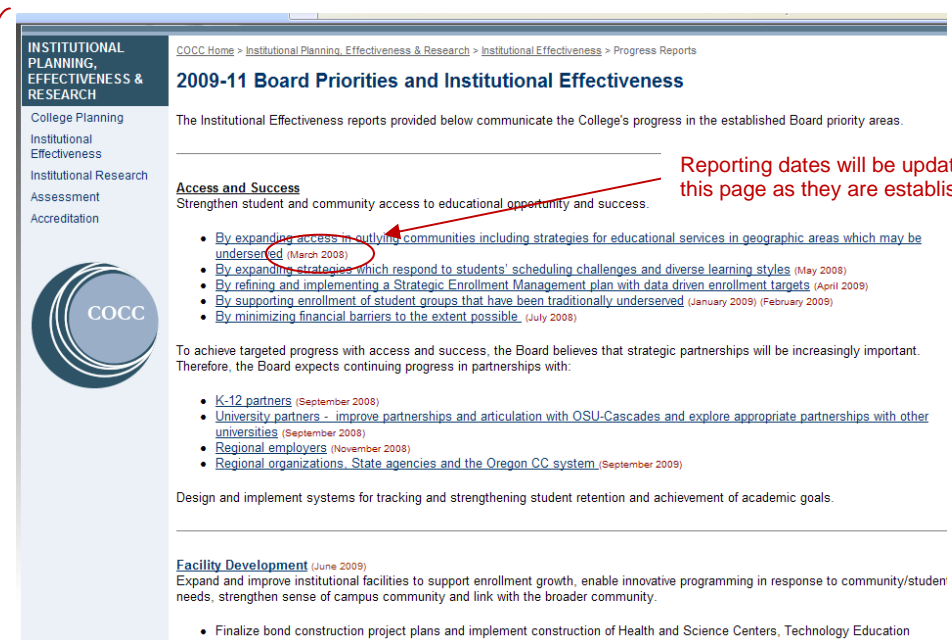 INSTITUTIONAL
PLANNING,
EFFECTIVENESS &
RESEARCH
College Planning
Institutional
Effectiveness
Institutional Research
Assessment
Accreditation
COCC
COCC Home > Institutional Planning, Effectiveness & Research > Institutional Effectiveness > Progress Reports
2009-11 Board Priorities and Institutional Effectiveness
The Institutional Effectiveness reports provided below communicate the College's progress in the established Board priority areas.
Reporting dates will be updat
this page as they are establis
Access and Success
Strengthen student and community access to educational opportunity and success.
• By expanding access in outlying communities including strategies for educational services in geographic areas which may be
underserved (March 2008)
• By expanding strategies which respond to students' scheduling challenges and diverse learning styles (May 2008)
• By refining and implementing a Strategic Enrollment Management plan with data driven enrollment targets (April 2009)
• By supporting enrollment of student groups that have been traditionally underserved (January 2009) (February 2009)
• By minimizing financial barriers to the extent possible (July 2008)
To achieve targeted progress with access and success, the Board believes that strategic partnerships will be increasingly important.
Therefore, the Board expects continuing progress in partnerships with:
• K-12 partners (September 2008)
• University partners - improve partnerships and articulation with OSU-Cascades and explore appropriate partnerships with other
universities (September 2008)
• Regional employers (November 2008)
• Regional organizations, State agencies and the Oregon CC system (September 2009)
Design and implement systems for tracking and strengthening student retention and achievement of academic goals.
Facility Development (June 2009)
Expand and improve institutional facilities to support enrollment growth, enable innovative programming in response to community/student
needs, strengthen sense of campus community and link with the broader community.
• Finalize bond construction project plans and implement construction of Health and Science Centers, Technology Education